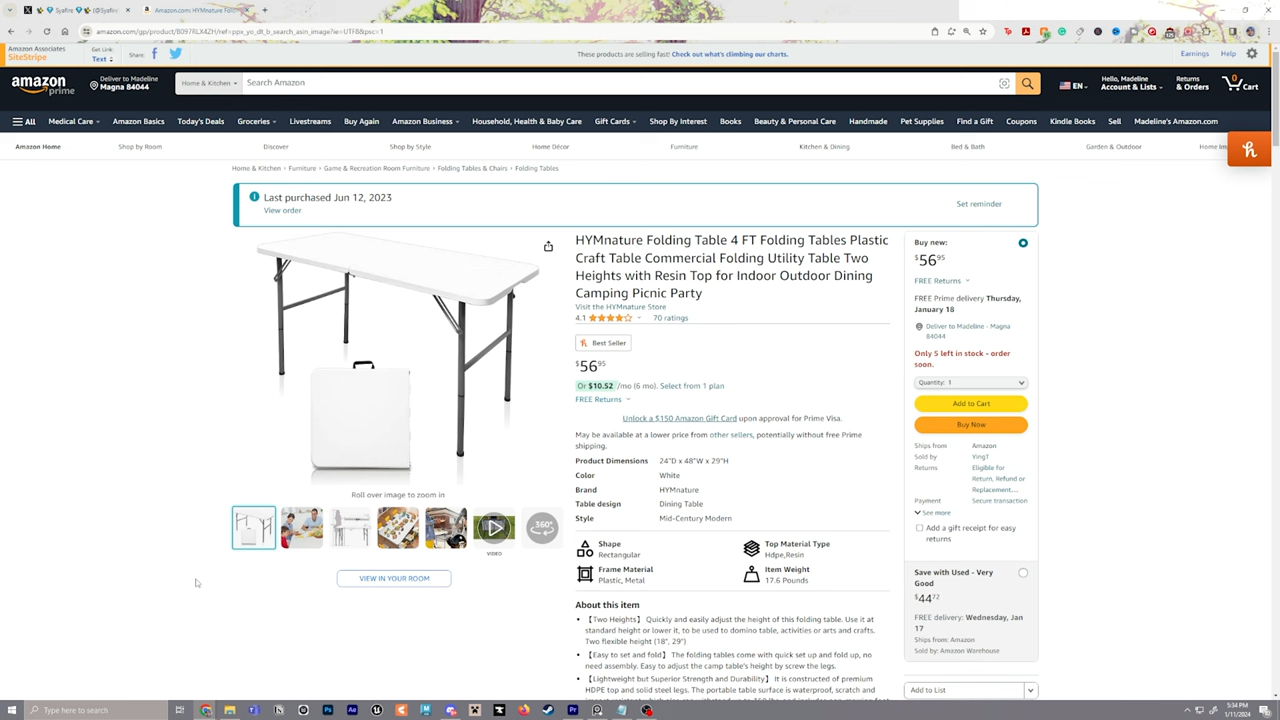 Syafire
(@Syafire
Amazon.com: HYMnature Foldi
amazon.com/gp/product/B097RLX4ZH/ref=ppx_yo_dt_b_search_asin_image?ie=UTF8&psc=1
Amazon Associates
SiteStripe
Get Link:
Text
Share:
These products are selling fast! Check out what's climbing our charts.
Earnings
Help
amazon
prime
Deliver to Madeline
Magna 84044
Home & Kitchen
Search Amazon
EN
Hello, Madeline
Account & Lists
Returns
& Orders
0
Cart
All
Medical Care
Amazon Basics
Today's Deals
Groceries
Livestreams
Buy Again
Amazon Business
Household, Health & Baby Care
Gift Cards
Shop By Interest
Books
Beauty & Personal Care
Handmade
Pet Supplies
Find a Gift
Coupons
Kindle Books
Sell
Madeline's Amazon.com
Amazon Home
Shop by Room
Discover
Shop by Style
Home Décor
Furniture
Kitchen & Dining
Bed & Bath
Garden & Outdoor
Home Im
h
Home & Kitchen › Furniture › Game & Recreation Room Furniture › Folding Tables & Chairs › Folding Tables
Last purchased Jun 12, 2023
View order
Set reminder
Roll over image to zoom in
360°
VIDEO
VIEW IN YOUR ROOM
HYMnature Folding Table 4 FT Folding Tables Plastic
Craft Table Commercial Folding Utility Table Two
Heights with Resin Top for Indoor Outdoor Dining
Camping Picnic Party
Visit the HYMnature Store
4.1
70 ratings
Best Seller
$56 95
Or $10.52 /mo (6 mo). Select from 1 plan
FREE Returns
Unlock a $150 Amazon Gift Card upon approval for Prime Visa.
May be available at a lower price from other sellers, potentially without free Prime
shipping.
Product Dimensions 24"D x 48"W x 29"H
Color White
Brand HYMnature
Table design Dining Table
Style Mid-Century Modern
Shape
Rectangular
Top Material Type
Hdpe,Resin
Frame Material
Plastic, Metal
Item Weight
17.6 Pounds
About this item
• 【Two Heights】 Quickly and easily adjust the height of this folding table. Use it at
standard height or lower it, to be used to domino table, activities or arts and crafts.
Two flexible height (18", 29")
• 【Easy to set and fold】 The folding tables come with quick set up and fold up, no
need assembly. Easy to adjust the camp table's height by screw the legs.
• 【Lightweight but Superior Strength and Durability】 It is constructed of premium
HDPE top and solid steel legs. The portable table surface is waterproof, scratch and
Buy new:
$56 95
FREE Returns
FREE Prime delivery Thursday,
January 18
Deliver to Madeline - Magna
84044
Only 5 left in stock - order
soon.
Quantity: 1
Add to Cart
Buy Now
Ships from Amazon
Sold by YingT
Returns Eligible for
Return, Refund or
Replacement,...
Payment Secure transaction
See more
Add a gift receipt for easy
returns
Save with Used - Very
Good
$44 72
FREE delivery: Wednesday, Jan
17
Ships from: Amazon
Sold by: Amazon Warehouse
Add to List
Type here to search
5:34 PM
1/11/2024